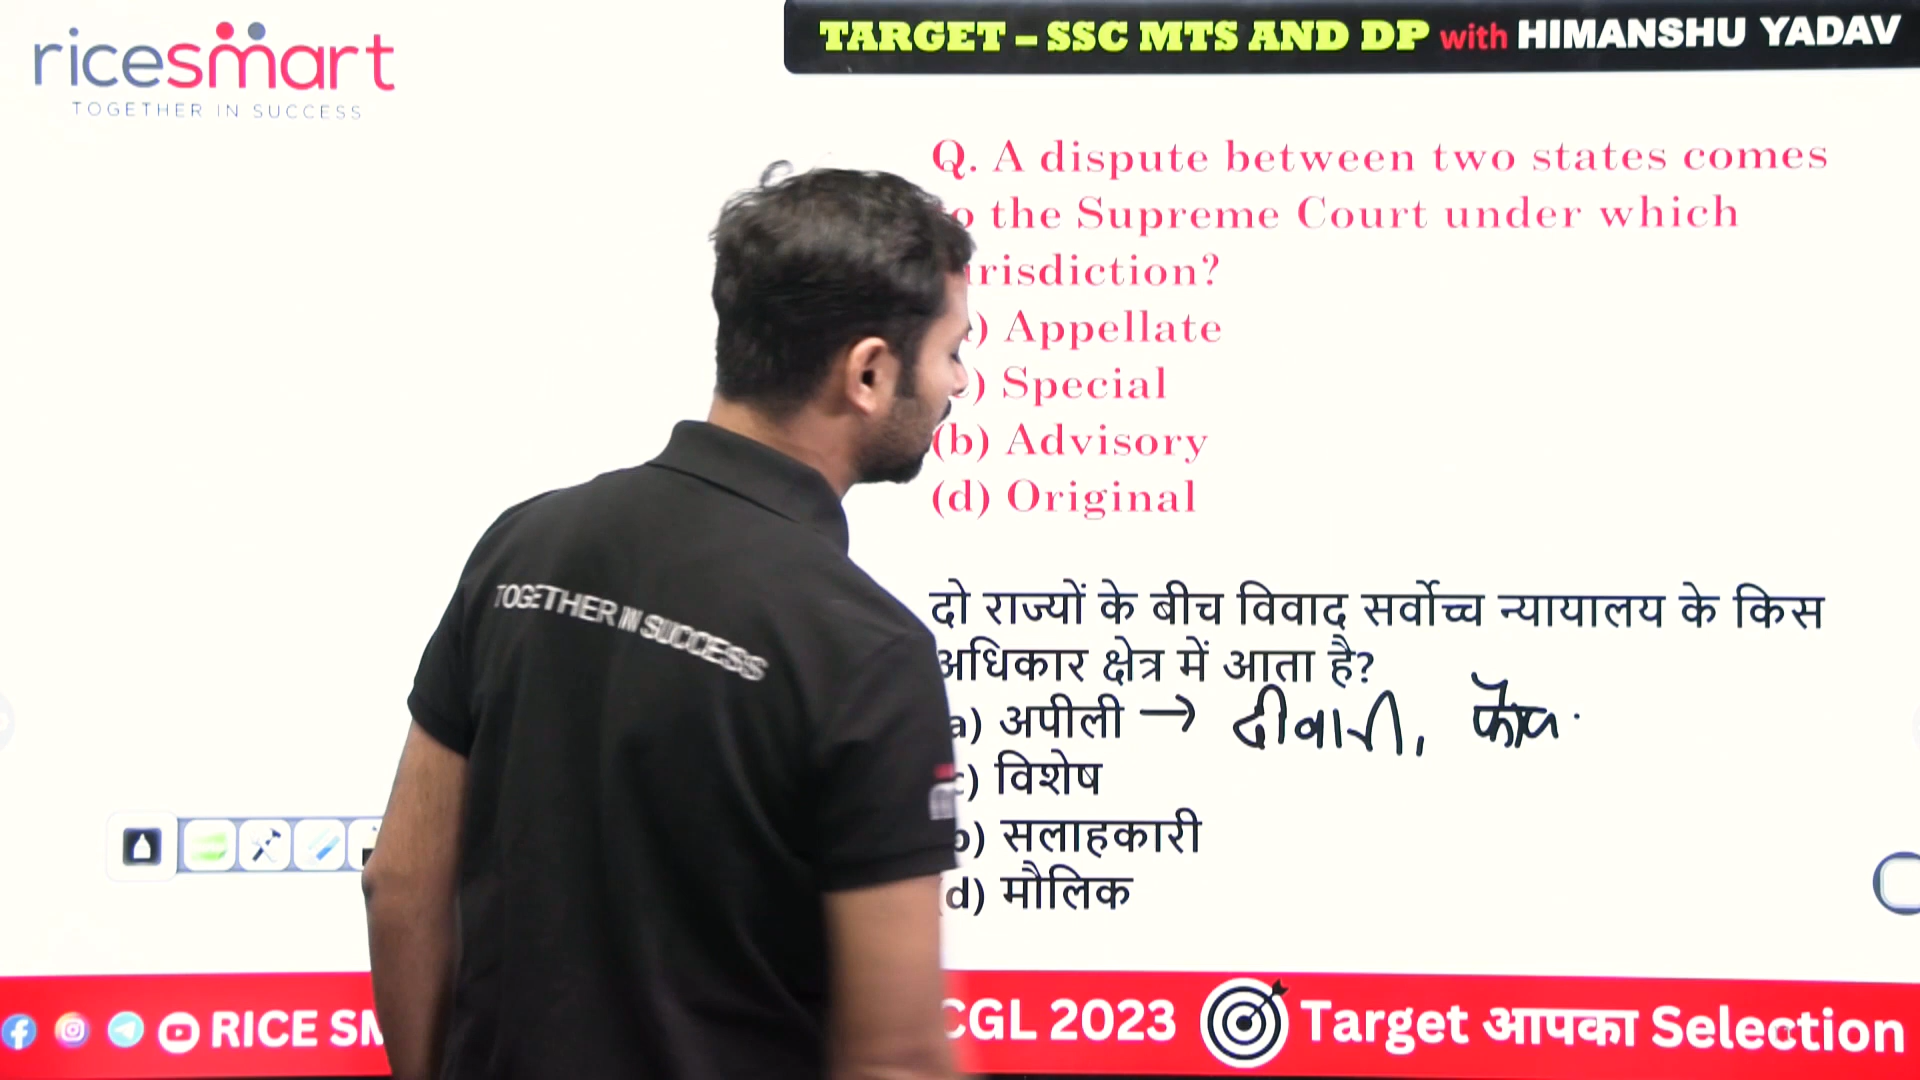 ricesmart
TOGETHER IN SUCCESS
TARGET – SSC MTS AND DP with HIMANSHU YADAV
Q. A dispute between two states comes
the Supreme Court under which
) Appellate
) Special
(b) Advisory
(d) Original
TOGETHER IN SUCCESS
दो राज्यों के बीच विवाद सर्वोच्च न्यायालय के किस
अधिकार क्षेत्र में आता है?
a) अपीली → दीवानी,
) विशेष
) सलाहकारी
d) मौलिक
RICE
CGL 2023 Target आपका Selection